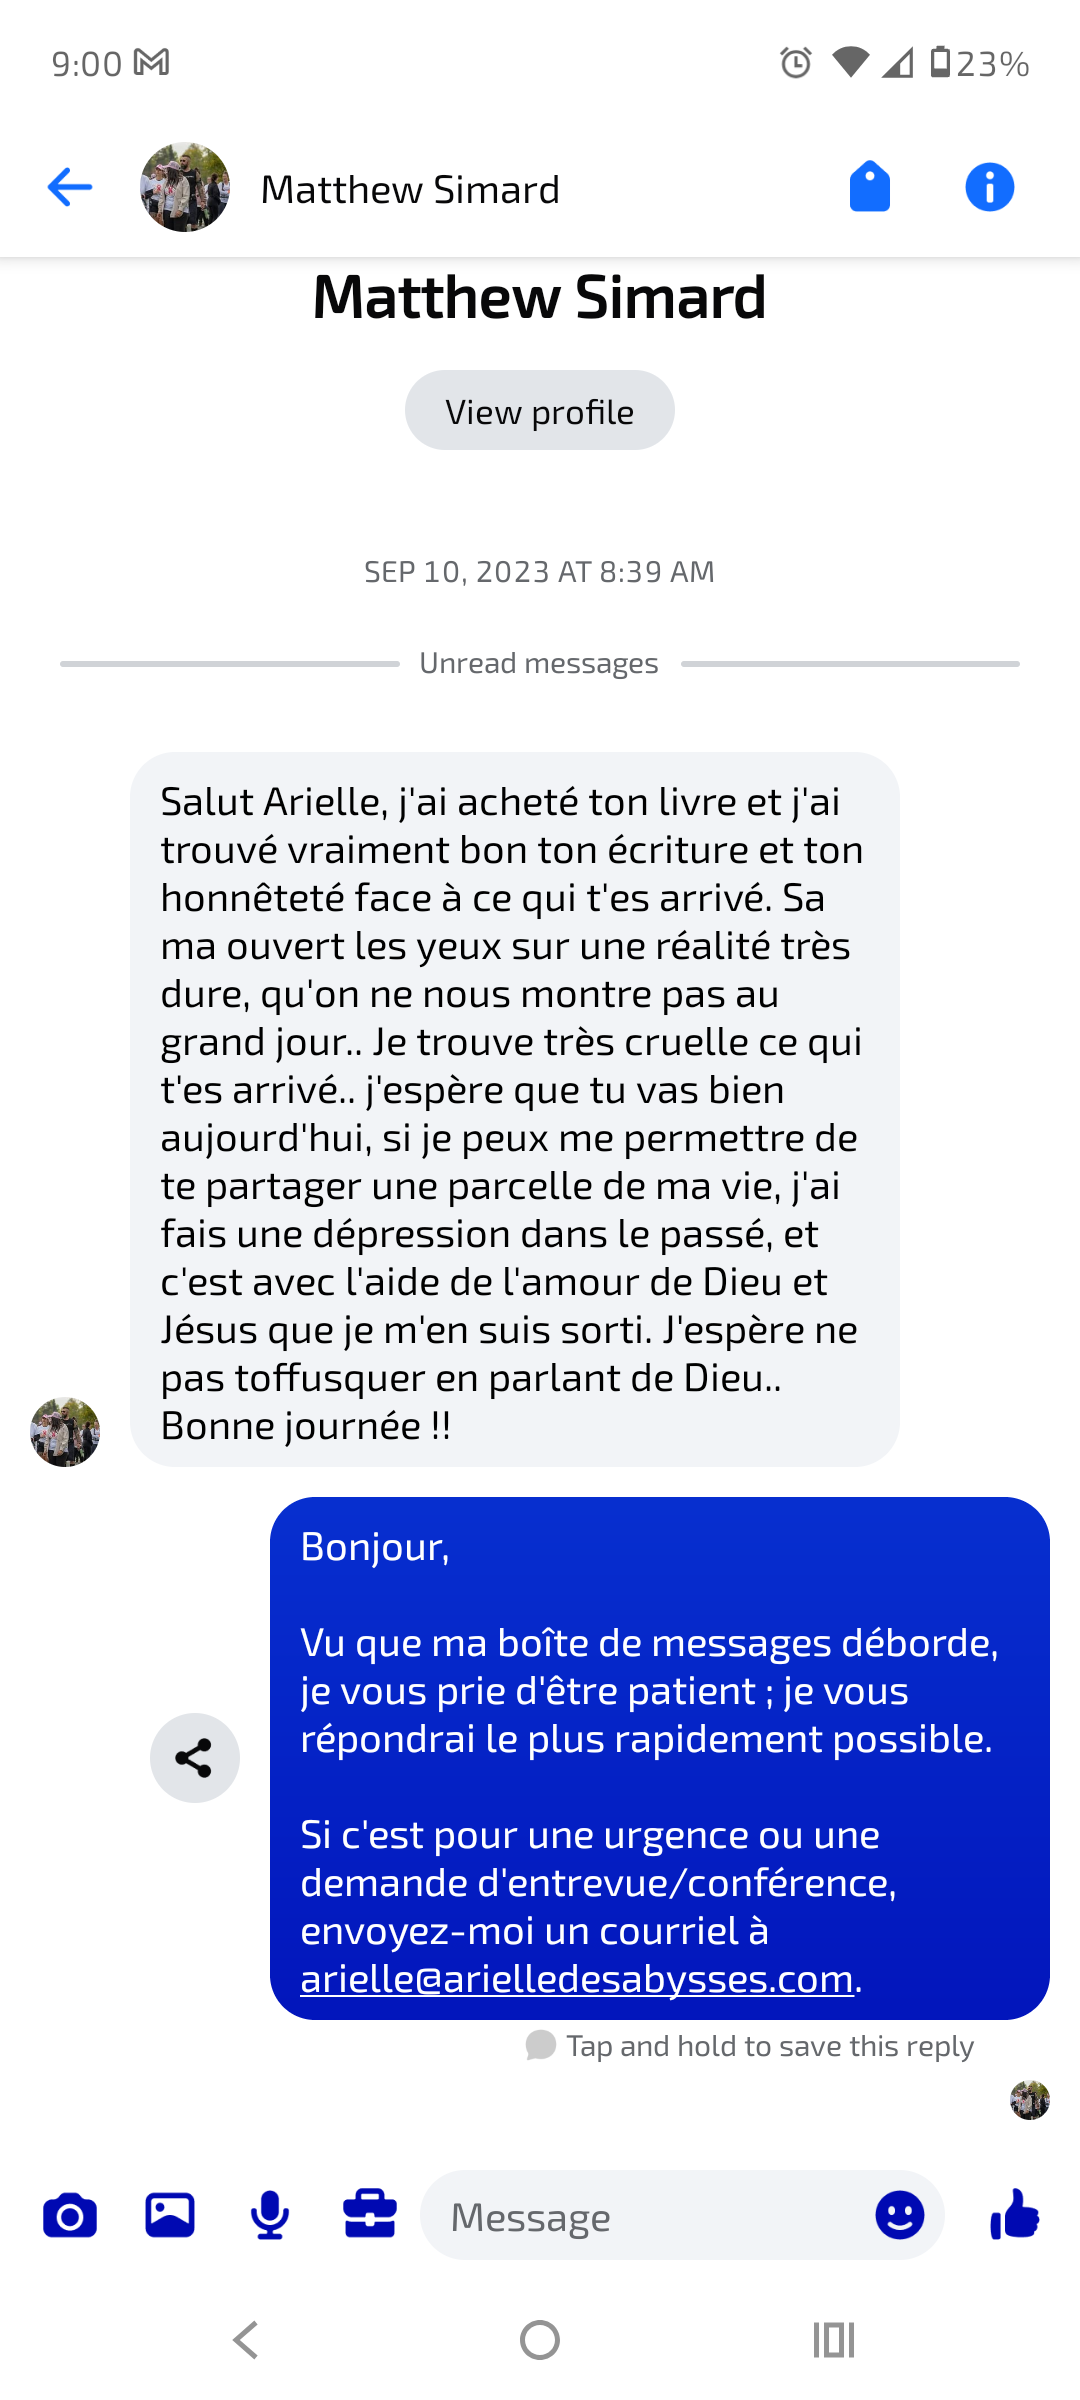 9:00
23%
Matthew Simard
Matthew Simard
View profile
SEP 10, 2023 AT 8:39 AM
Unread messages
Salut Arielle, j'ai acheté ton livre et j'ai
trouvé vraiment bon ton écriture et ton
honnêteté face à ce qui t'es arrivé. Sa
ma ouvert les yeux sur une réalité très
dure, qu'on ne nous montre pas au
grand jour.. Je trouve très cruelle ce qui
t'es arrivé.. j'espère que tu vas bien
aujourd'hui, si je peux me permettre de
te partager une parcelle de ma vie, j'ai
fais une dépression dans le passé, et
c'est avec l'aide de l'amour de Dieu et
Jésus que je m'en suis sorti. J'espère ne
pas toffusquer en parlant de Dieu..
Bonne journée !!
Bonjour,
Vu que ma boîte de messages déborde,
je vous prie d'être patient ; je vous
répondrai le plus rapidement possible.
Si c'est pour une urgence ou une
demande d'entrevue/conférence,
envoyez-moi un courriel à
arielle@arielledesabysses.com.
Tap and hold to save this reply
Message